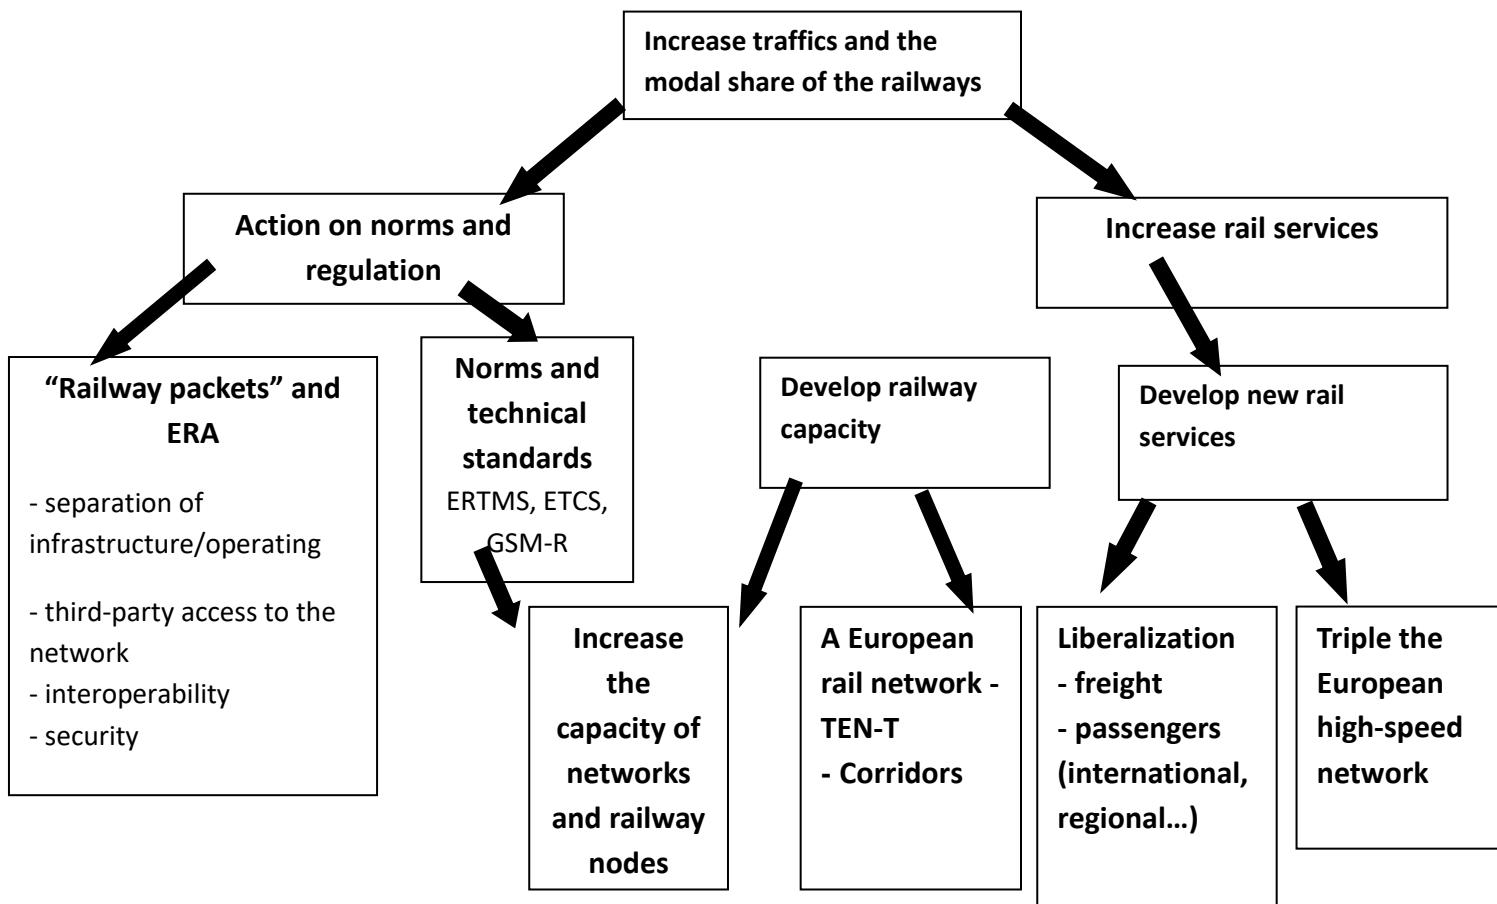 Increase traffics and the
modal share of the railways
Action on norms and
regulation
Increase rail services
“Railway packets” and
ERA
- separation of
infrastructure/operating
- third-party access to the
network
- interoperability
- security
Norms and
technical
standards
ERTMS, ETCS,
GSM-R
Develop railway
capacity
Develop new rail
services
Increase
the
capacity of
networks
and railway
nodes
A European
rail network -
TEN-T
- Corridors
Liberalization
- freight
- passengers
(international,
regional…)
Triple the
European
high-speed
network